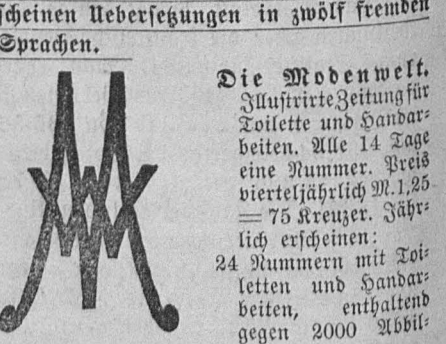 scheinen Uebersetzungen in zwölf fremden
Sprachen.
Die Modenwelt.
Illustrirte Zeitung für
Toilette und Handar-
beiten. Alle 14 Tage
eine Nummer. Preis
vierteljährlich M. 1,25
= 75 Kreuzer. Jähr-
lich erscheinen:
24 Nummern mit Toi-
letten und Handar-
beiten, enthaltend
gegen 2000 Abbil-